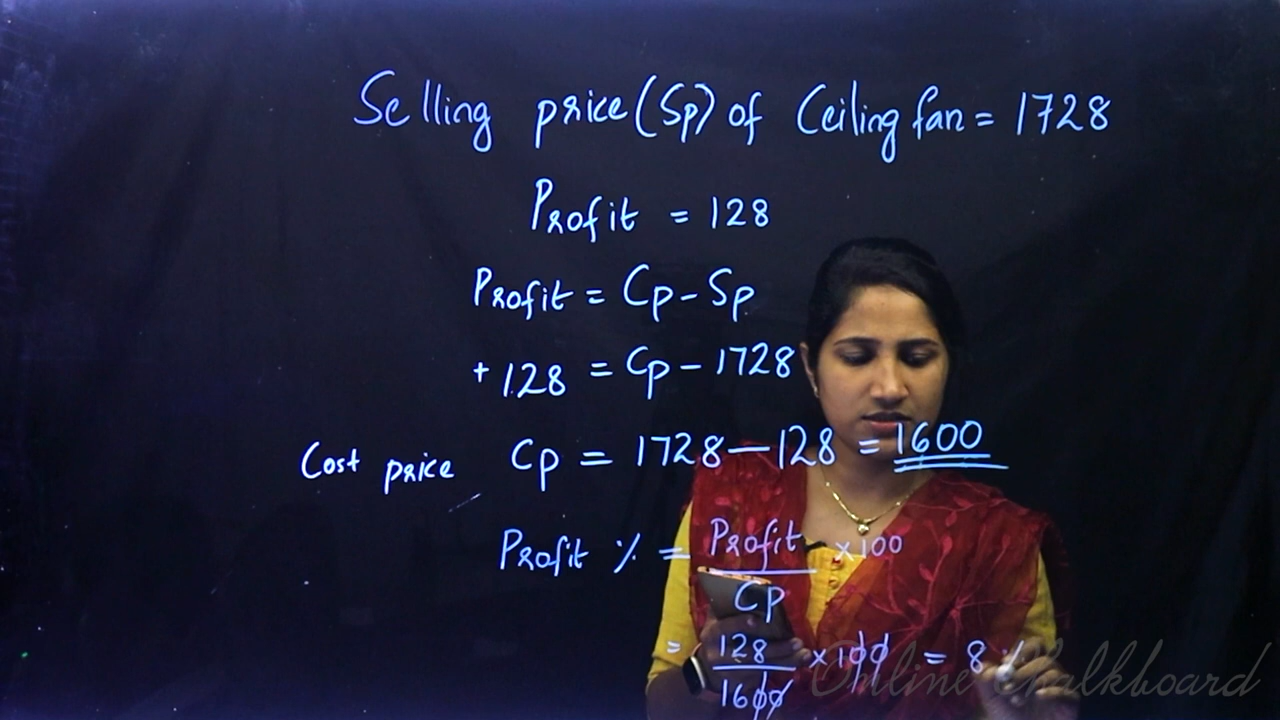 Selling price (Sp) of Ceiling fan = 1728
Profit = 128
Profit = Cp - Sp
+ 128 = Cp - 1728
Cost price Cp = 1728 - 128 = 1600
Profit % = Profit / Cp × 100
= 128 / 1600 × 100 = 8 %
Online Chalkboard